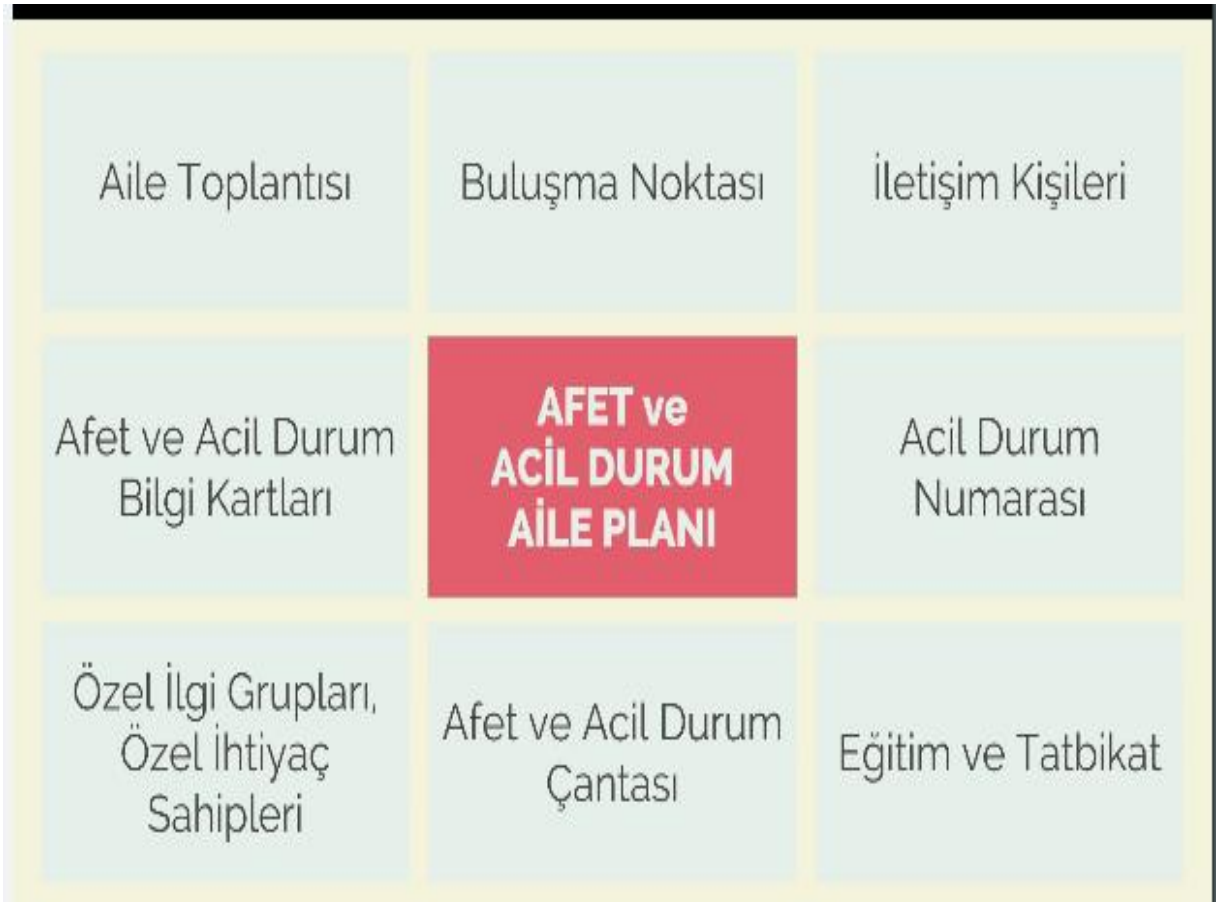 Aile Toplantısı
Buluşma Noktası
İletişim Kişileri
Afet ve Acil Durum
Bilgi Kartları
AFET ve
ACİL DURUM
AİLE PLANI
Acil Durum
Numarası
Özel İlgi Grupları,
Özel İhtiyaç
Sahipleri
Afet ve Acil Durum
Çantası
Eğitim ve Tatbikat